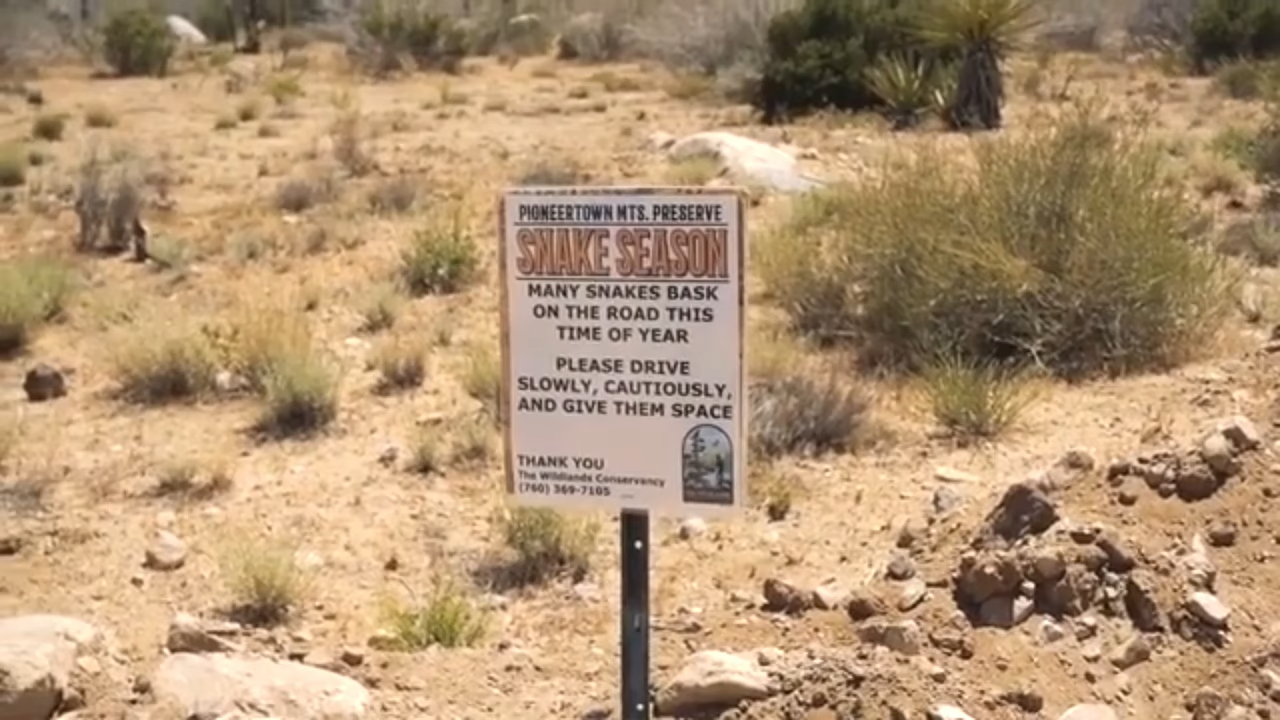 PIONEERTOWN MTS. PRESERVE
SNAKE SEASON
MANY SNAKES BASK
ON THE ROAD THIS
TIME OF YEAR
PLEASE DRIVE
SLOWLY, CAUTIOUSLY,
AND GIVE THEM SPACE
THANK YOU
The Wildlands Conservancy
(760) 369-7105